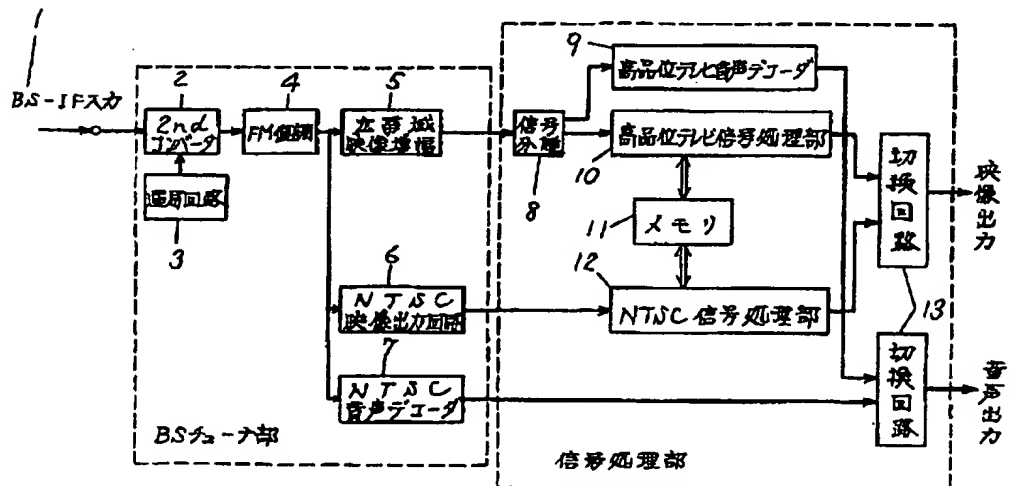 1
BS-IF入力
2
2nd
コンバータ
3
選局回路
4
FM復調
5
広帯域
映像増幅
6
NTSC
映像出力回路
7
NTSC
音声デコーダ
BSチューナ部
8
信号
分離
9
高品位テレビ音声デコーダ
10
高品位テレビ信号処理部
11
メモリ
12
NTSC信号処理部
13
切換回路
切換回路
映像出力
音声出力
信号処理部